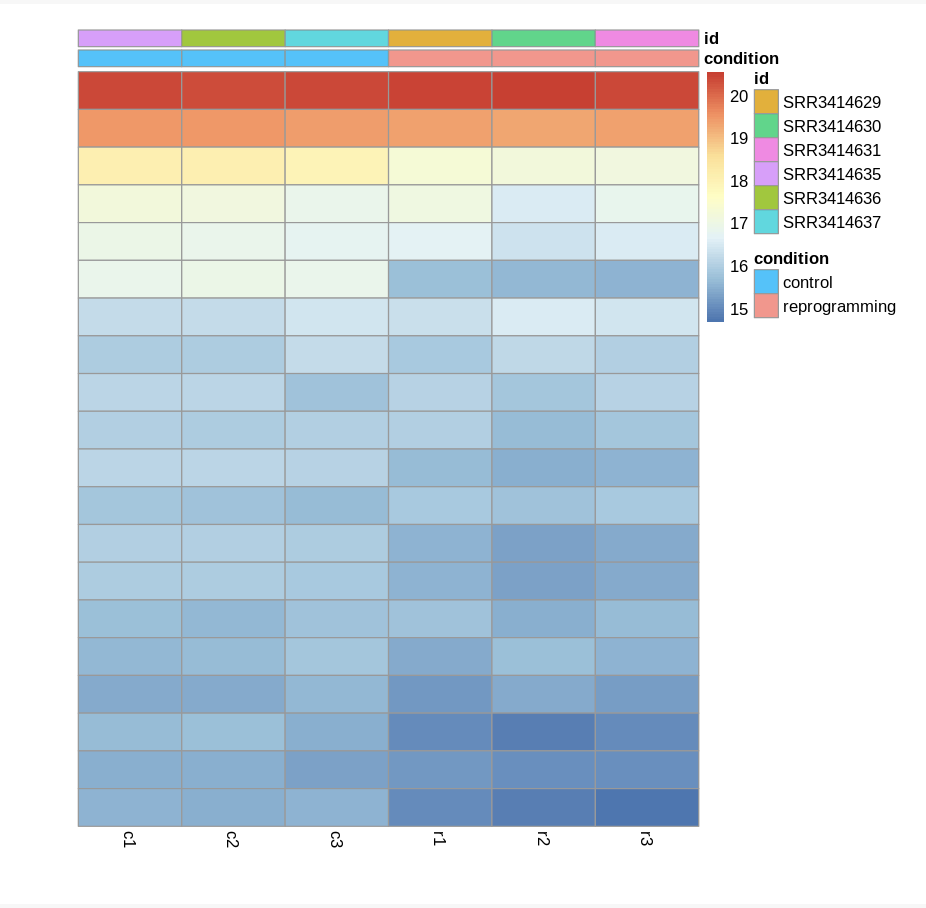 id
condition
id
20
SRR3414629
SRR3414630
19
SRR3414631
SRR3414635
18
SRR3414636
SRR3414637
17
condition
16
control
15
reprogramming
c1
c2
c3
r1
r2
r3